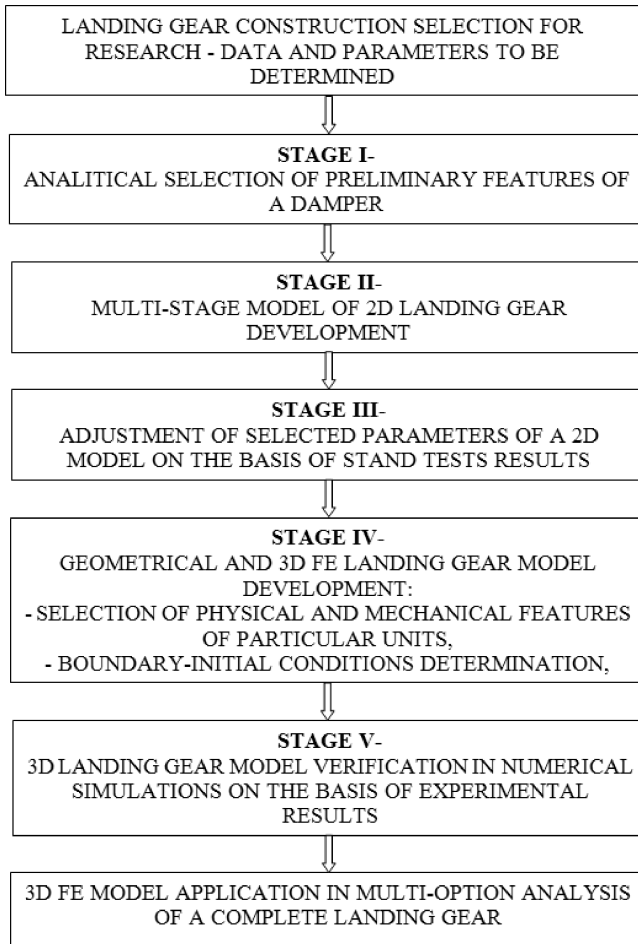 LANDING GEAR CONSTRUCTION SELECTION FOR
RESEARCH - DATA AND PARAMETERS TO BE
DETERMINED
STAGE I-
ANALITICAL SELECTION OF PRELIMINARY FEATURES OF
A DAMPER
STAGE II-
MULTI-STAGE MODEL OF 2D LANDING GEAR
DEVELOPMENT
STAGE III-
ADJUSTMENT OF SELECTED PARAMETERS OF A 2D
MODEL ON THE BASIS OF STAND TESTS RESULTS
STAGE IV-
GEOMETRICAL AND 3D FE LANDING GEAR MODEL
DEVELOPMENT:
- SELECTION OF PHYSICAL AND MECHANICAL FEATURES
OF PARTICULAR UNITS,
- BOUNDARY-INITIAL CONDITIONS DETERMINATION,
STAGE V-
3D LANDING GEAR MODEL VERIFICATION IN NUMERICAL
SIMULATIONS ON THE BASIS OF EXPERIMENTAL
RESULTS
3D FE MODEL APPLICATION IN MULTI-OPTION ANALYSIS
OF A COMPLETE LANDING GEAR